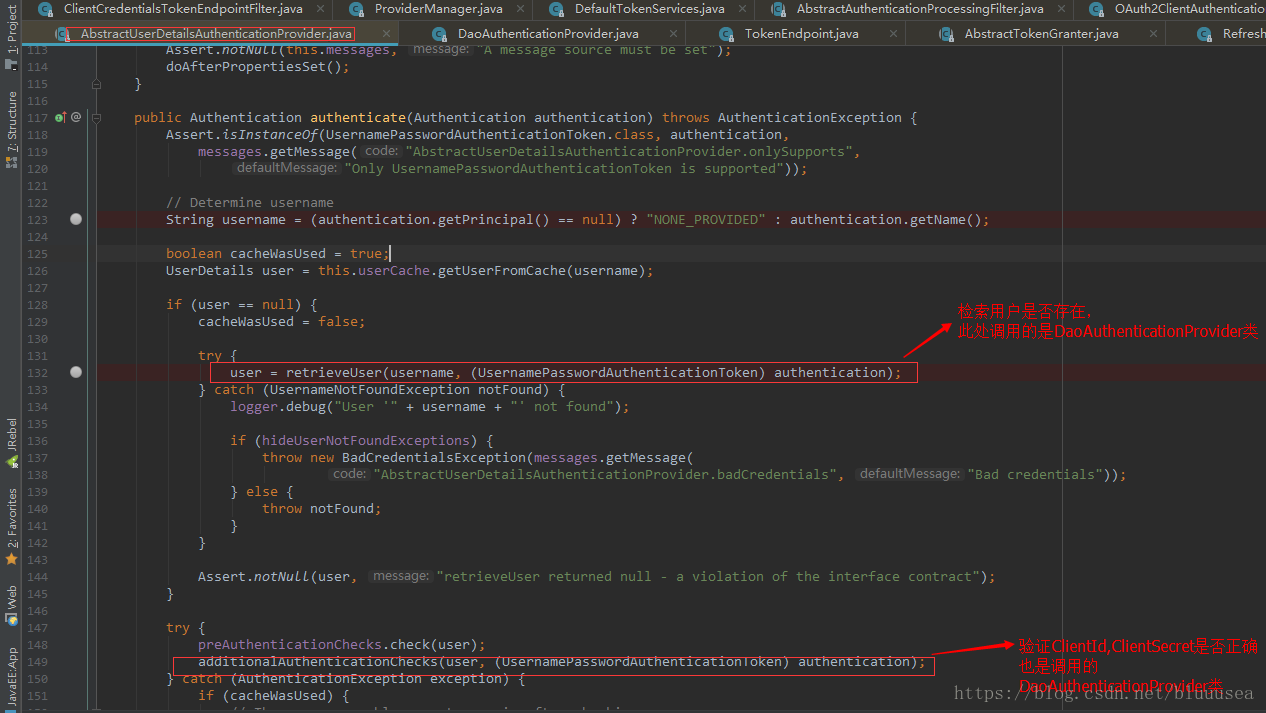 ClientCredentialsTokenEndpointFilter.java ProviderManager.java DefaultTokenServices.java AbstractAuthenticationProcessingFilter.java OAuth2ClientAuthenticatio
AbstractUserDetailsAuthenticationProvider.java DaoAuthenticationProvider.java TokenEndpoint.java AbstractTokenGranter.java Refresh
1: Project
7: Structure
JRebel
2: Favorites
Web
JavaEE:App
113 Assert.notNull(this.messages, message: "A message source must be set");
114 doAfterPropertiesSet();
115 }
116
117 public Authentication authenticate(Authentication authentication) throws AuthenticationException {
118 Assert.isInstanceOf(UsernamePasswordAuthenticationToken.class, authentication,
119 messages.getMessage( code: "AbstractUserDetailsAuthenticationProvider.onlySupports",
120 defaultMessage: "Only UsernamePasswordAuthenticationToken is supported"));
121
122 // Determine username
123 String username = (authentication.getPrincipal() == null) ? "NONE_PROVIDED" : authentication.getName();
124
125 boolean cacheWasUsed = true;
126 UserDetails user = this.userCache.getUserFromCache(username);
127
128 if (user == null) {
129 cacheWasUsed = false;
130
131 try {
132 user = retrieveUser(username, (UsernamePasswordAuthenticationToken) authentication);
133 } catch (UsernameNotFoundException notFound) {
134 logger.debug("User '" + username + "' not found");
135
136 if (hideUserNotFoundExceptions) {
137 throw new BadCredentialsException(messages.getMessage(
138 code: "AbstractUserDetailsAuthenticationProvider.badCredentials", defaultMessage: "Bad credentials"));
139 } else {
140 throw notFound;
141 }
142 }
143
144 Assert.notNull(user, message: "retrieveUser returned null - a violation of the interface contract");
145 }
146
147 try {
148 preAuthenticationChecks.check(user);
149 additionalAuthenticationChecks(user, (UsernamePasswordAuthenticationToken) authentication);
150 } catch (AuthenticationException exception) {
151 if (cacheWasUsed) {
检索用户是否存在.
此处调用的是DaoAuthenticationProvider类
验证ClientId,ClientSecret是否正确
也是调用的
DaoAuthenticationProvider类
https://blog.csdn.net/bluuusea